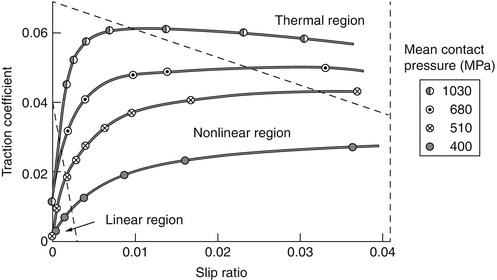 0.06
0.04
0.02
0
0
0.01
0.02
0.03
0.04
Traction coefficient
Slip ratio
Thermal region
Nonlinear region
Linear region
Mean contact
pressure (MPa)
1030
680
510
400